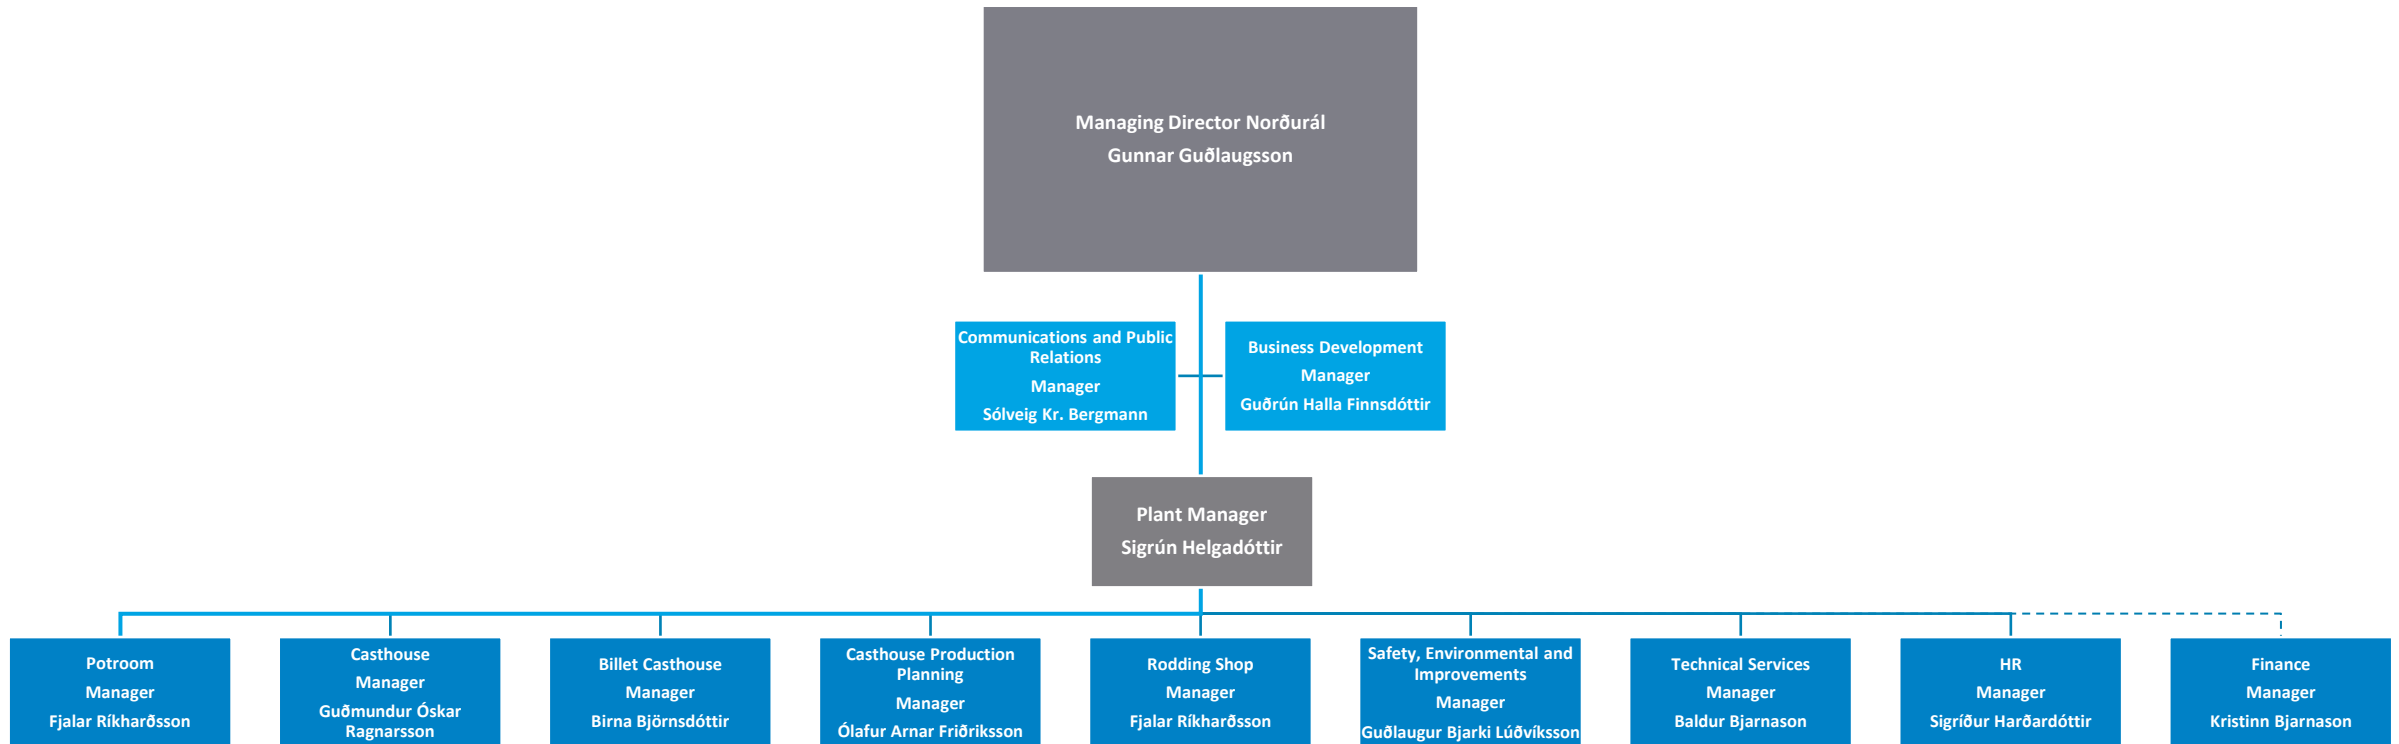 Managing Director Norðurál
Gunnar Guðlaugsson
Communications and Public
Relations
Manager
Sólveig Kr. Bergmann
Business Development
Manager
Guðrún Halla Finnsdóttir
Plant Manager
Sigrún Helgadóttir
Potroom
Manager
Fjalar Ríkharðsson
Casthouse
Manager
Guðmundur Óskar
Ragnarsson
Billet Casthouse
Manager
Birna Björnsdóttir
Casthouse Production
Planning
Manager
Ólafur Arnar Friðriksson
Rodding Shop
Manager
Fjalar Ríkharðsson
Safety, Environmental and
Improvements
Manager
Guðlaugur Bjarki Lúðvíksson
Technical Services
Manager
Baldur Bjarnason
HR
Manager
Sigríður Harðardóttir
Finance
Manager
Kristinn Bjarnason